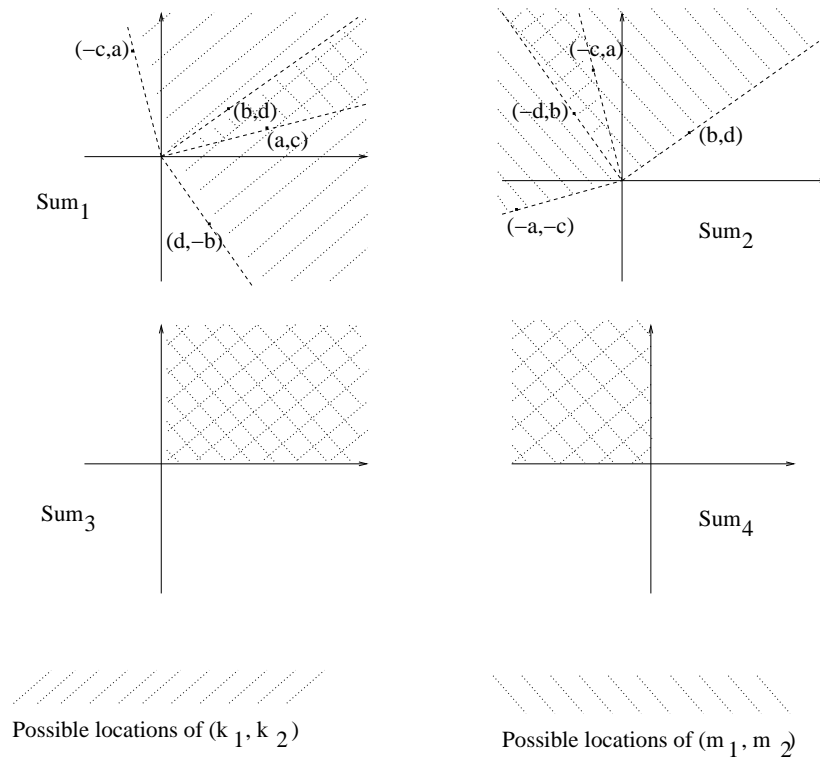 (−c,a)
(b,d)
(a,c)
(d,−b)
Sum1
(−c,a)
(−d,b)
(b,d)
(−a,−c)
Sum2
Sum3
Sum4
Possible locations of (k1, k2)
Possible locations of (m1, m2)